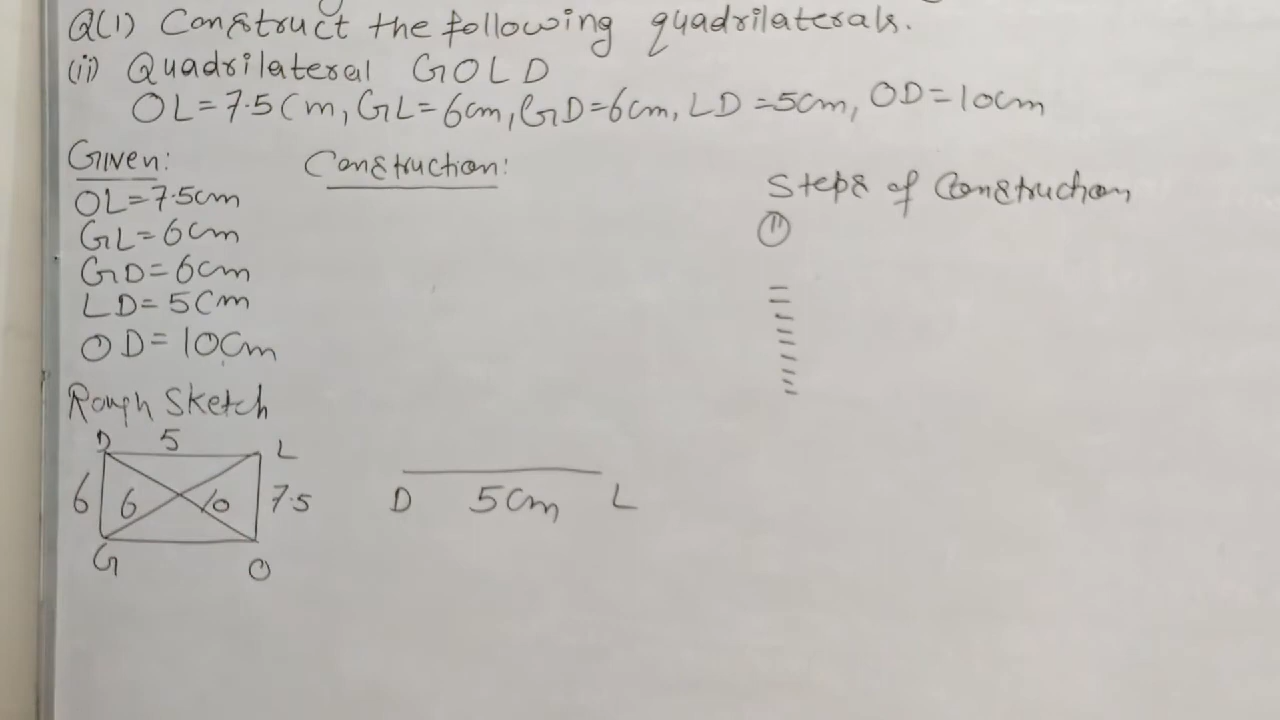 Q(1) Construct the following quadrilaterals.
(ii) Quadrilateral GOLD
OL=7.5cm, GL=6cm, GD=6cm, LD=5cm, OD=10cm
Given:
OL=7.5cm
GL=6cm
GD=6cm
LD=5cm
OD=10cm
Rough Sketch
D 5 L
6 6 10 7.5
G O
Construction:
D 5cm L
Steps of Construction